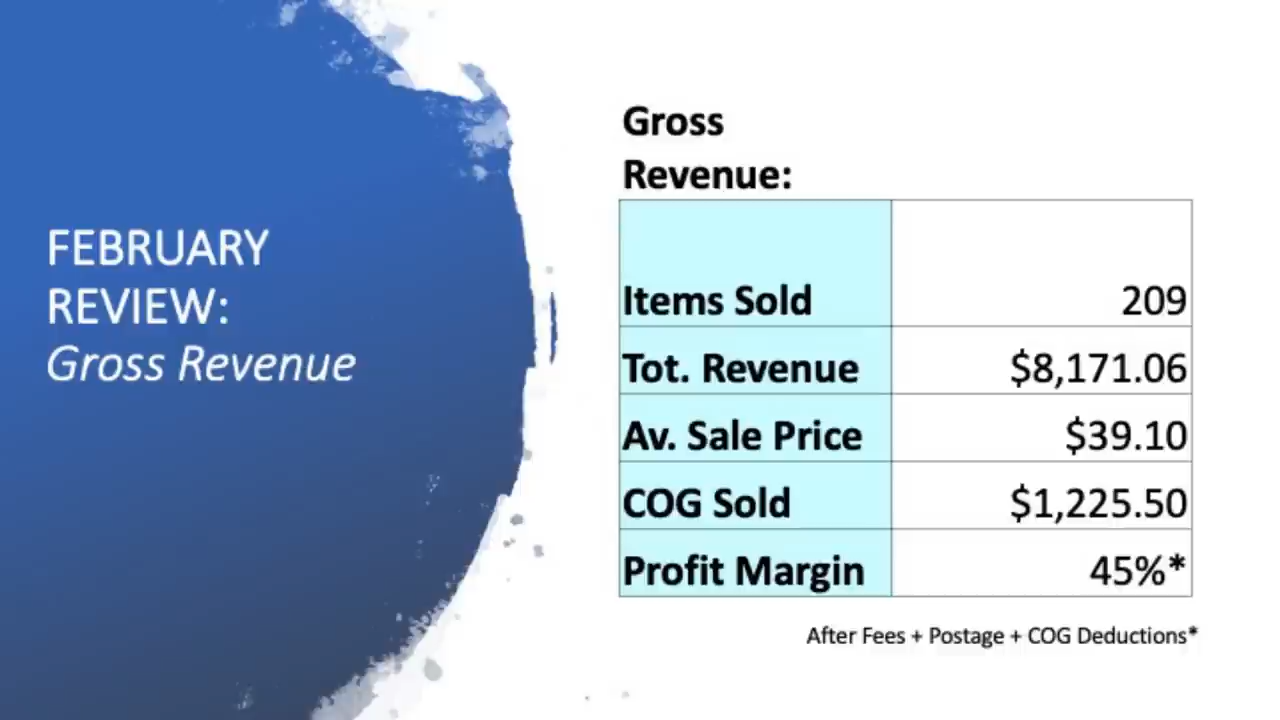 FEBRUARY
REVIEW:
Gross Revenue
Gross
Revenue:
Items Sold 209
Tot. Revenue $8,171.06
Av. Sale Price $39.10
COG Sold $1,225.50
Profit Margin 45%*
After Fees + Postage + COG Deductions*